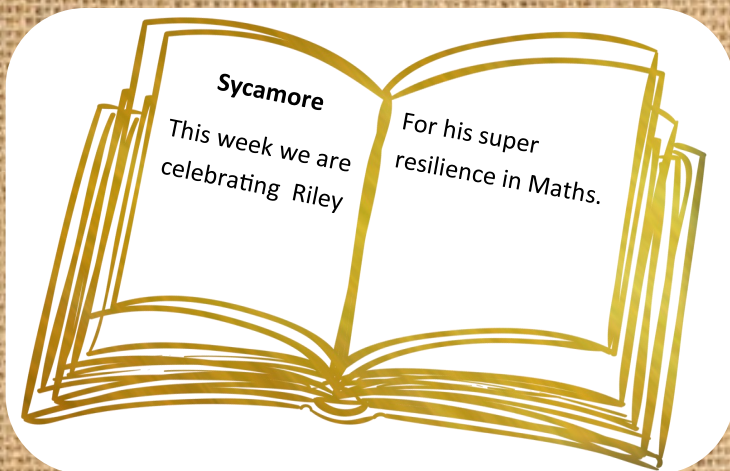 Sycamore
This week we are
celebrating  Riley
For his super
resilience in Maths.